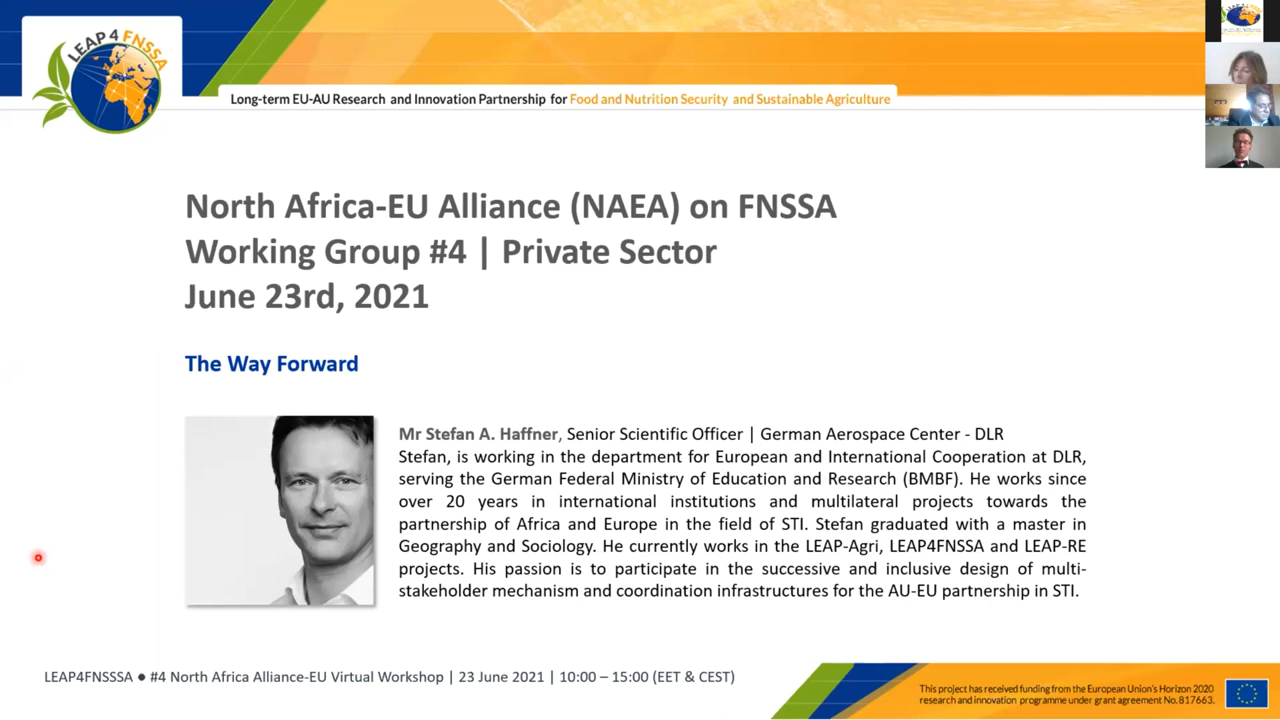 LEAP 4 FNSSA
Long-term EU-AU Research and Innovation Partnership for Food and Nutrition Security and Sustainable Agriculture
North Africa-EU Alliance (NAEA) on FNSSA
Working Group #4 | Private Sector
June 23rd, 2021
The Way Forward
Mr Stefan A. Haffner, Senior Scientific Officer | German Aerospace Center - DLR
Stefan, is working in the department for European and International Cooperation at DLR,
serving the German Federal Ministry of Education and Research (BMBF). He works since
over 20 years in international institutions and multilateral projects towards the
partnership of Africa and Europe in the field of STI. Stefan graduated with a master in
Geography and Sociology. He currently works in the LEAP-Agri, LEAP4FNSSA and LEAP-RE
projects. His passion is to participate in the successive and inclusive design of multi-
stakeholder mechanism and coordination infrastructures for the AU-EU partnership in STI.
LEAP4FNSSSA ● #4 North Africa Alliance-EU Virtual Workshop | 23 June 2021 | 10:00 – 15:00 (EET & CEST)
This project has received funding from the European Union's Horizon 2020
research and innovation programme under grant agreement No. 817663.